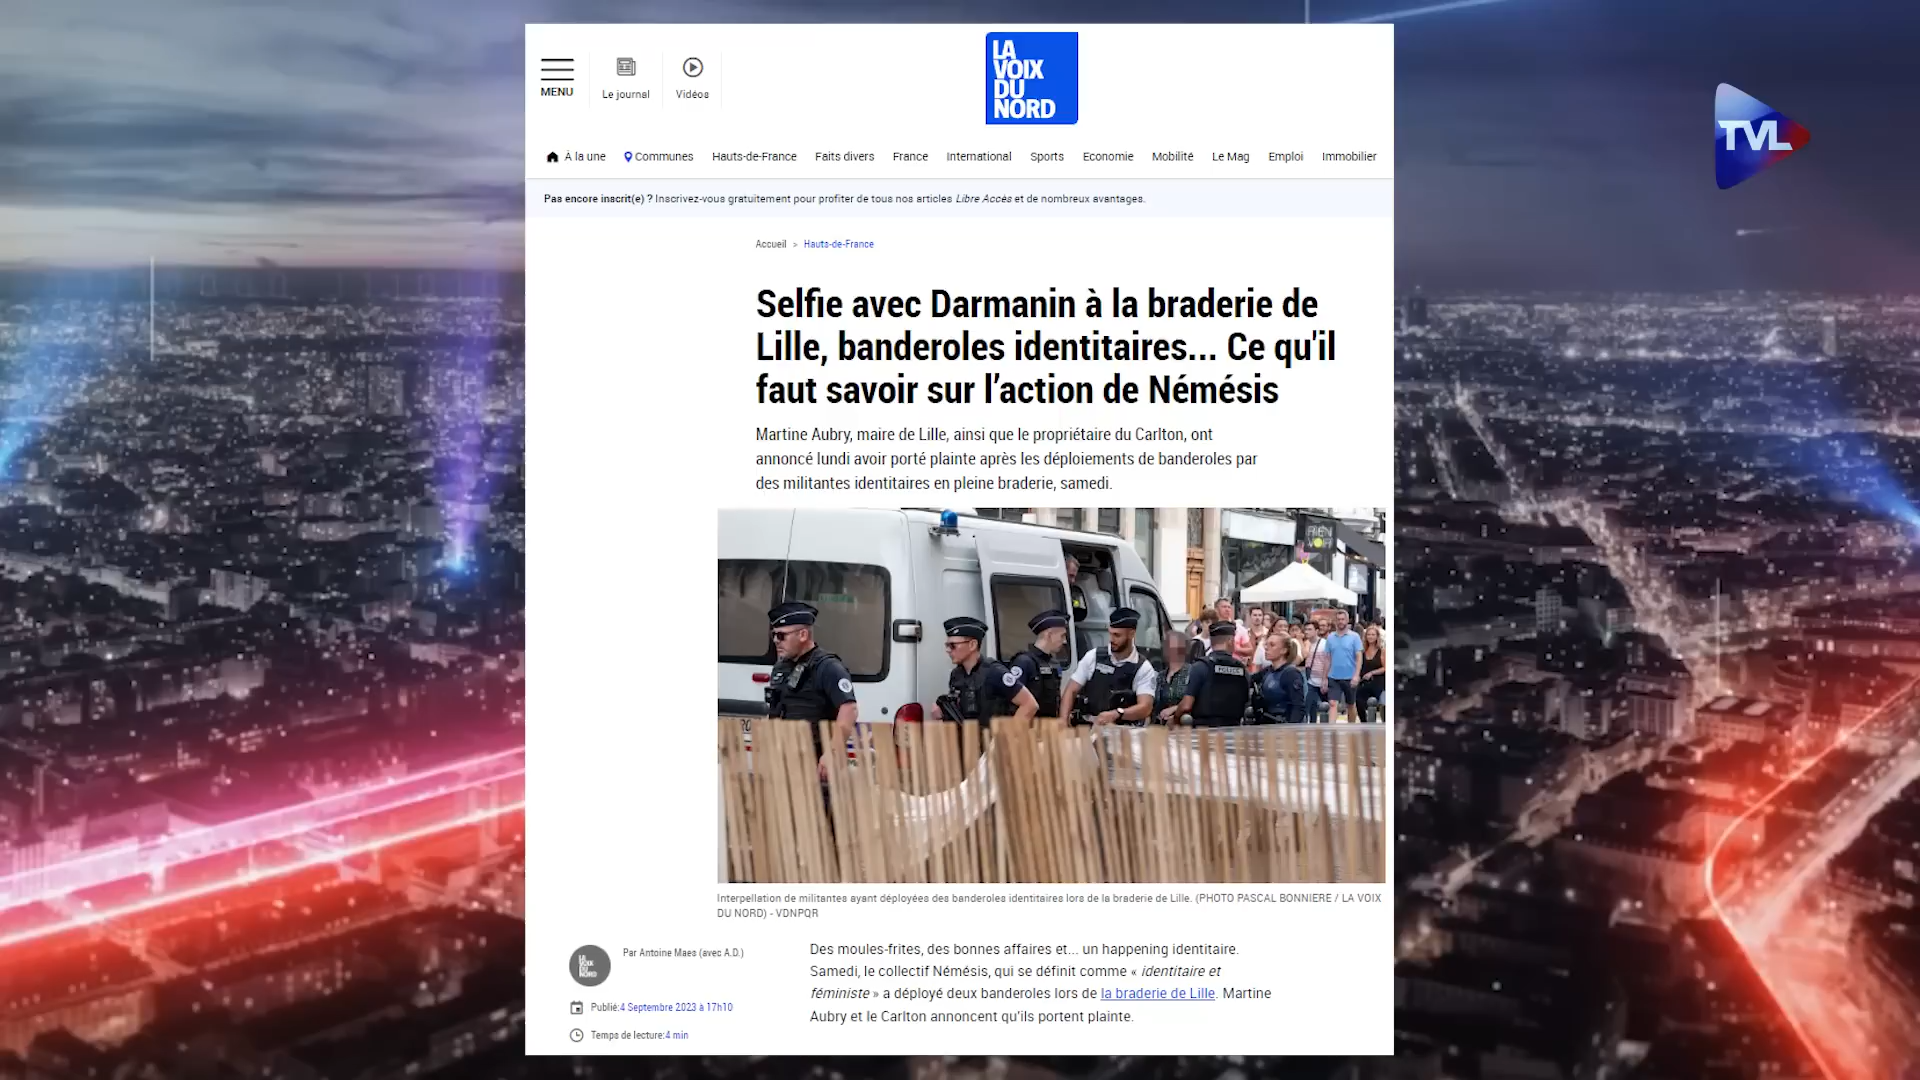 LA
VOIX
DU
NORD
MENU
Le journal
Vidéos
TVL
À la une Communes Hauts-de-France Faits divers France International Sports Economie Mobilité Le Mag Emploi Immobilier
Pas encore inscrit(e) ? Inscrivez-vous gratuitement pour profiter de tous nos articles Libre Accès et de nombreux avantages.
Accueil > Hauts-de-France
Selfie avec Darmanin à la braderie de
Lille, banderoles identitaires... Ce qu'il
faut savoir sur l’action de Némésis
Martine Aubry, maire de Lille, ainsi que le propriétaire du Carlton, ont
annoncé lundi avoir porté plainte après les déploiements de banderoles par
des militantes identitaires en pleine braderie, samedi.
POLICE
Interpellation de militantes ayant déployées des banderoles identitaires lors de la braderie de Lille. (PHOTO PASCAL BONNIERE / LA VOIX
DU NORD) - VDNPQR
LA
VOIX
DU
NORD
Par Antoine Maes (avec A.D.)
Publié:4 Septembre 2023 à 17h10
Temps de lecture:4 min
Des moules-frites, des bonnes affaires et... un happening identitaire.
Samedi, le collectif Némésis, qui se définit comme « identitaire et
féministe » a déployé deux banderoles lors de la braderie de Lille. Martine
Aubry et le Carlton annoncent qu’ils portent plainte.